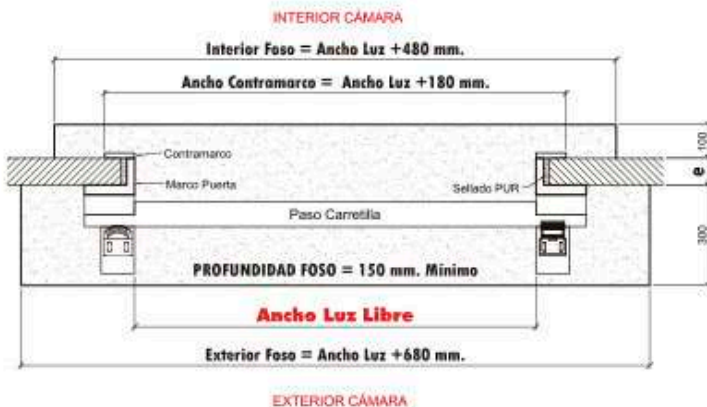 INTERIOR CÁMARA
Interior Foso = Ancho Luz +480 mm.
Ancho Contramarco = Ancho Luz +180 mm.
100
Contramarco
e
Marco Puerta
Sellado PUR
Paso Carretilla
300
PROFUNDIDAD FOSO = 150 mm. Mínimo
Ancho Luz Libre
Exterior Foso = Ancho Luz +680 mm.
EXTERIOR CÁMARA